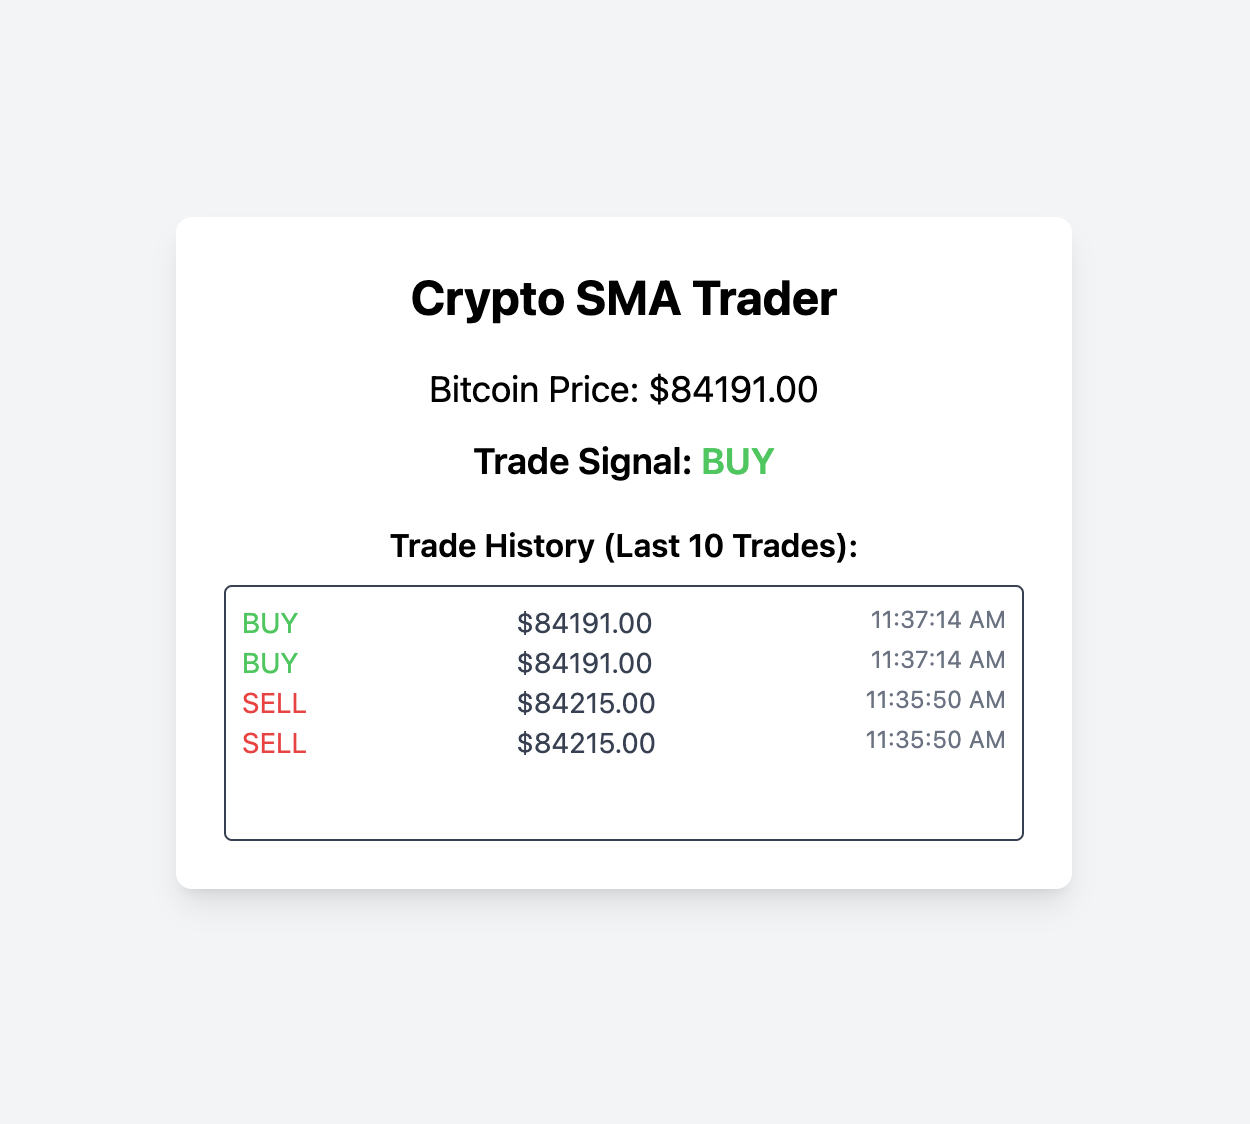 Crypto SMA Trader
Bitcoin Price: $84191.00
Trade Signal: BUY
Trade History (Last 10 Trades):
BUY $84191.00 11:37:14 AM
BUY $84191.00 11:37:14 AM
SELL $84215.00 11:35:50 AM
SELL $84215.00 11:35:50 AM